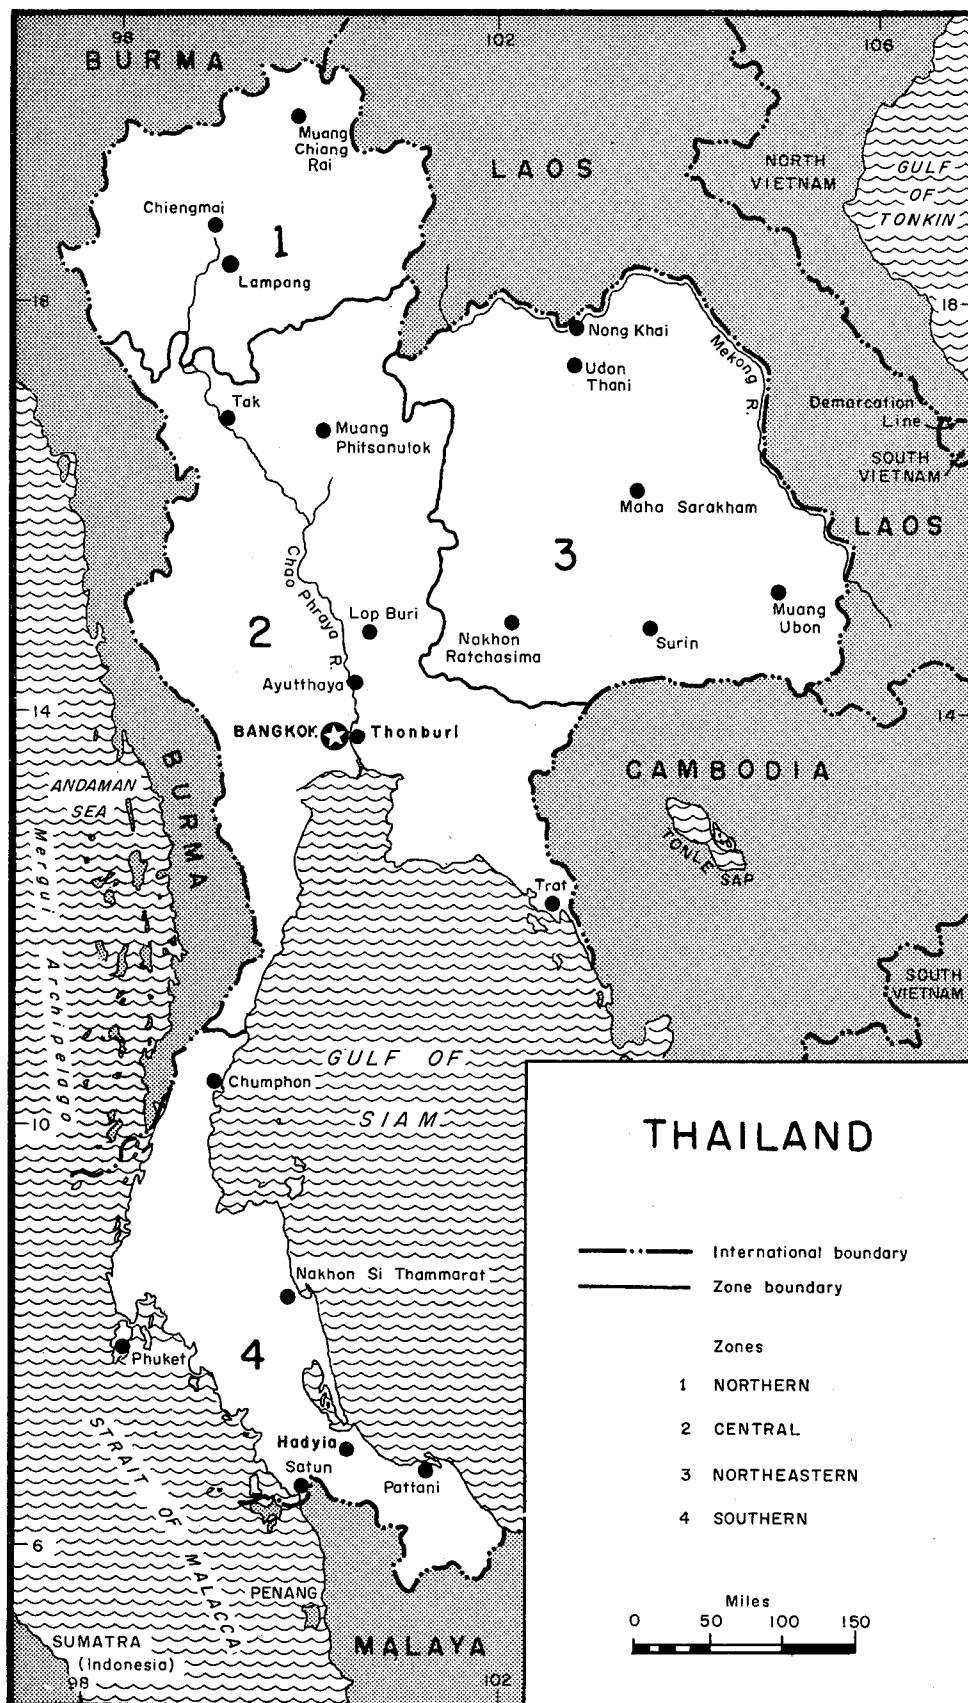 98
102
106
BURMA
Muang
Chiang
Rai
LAOS
NORTH
VIETNAM
GULF
OF
TONKIN
Chiengmai
1
Lampang
18
18
Nong Khai
Udon
Thani
Mekong R.
Tak
Muang
Phitsanulok
Demarcation
Line
SOUTH
VIETNAM
Maha Sarakham
LAOS
3
Chao Phraya R.
Lop Buri
2
Nakhon
Ratchasima
Surin
Muang
Ubon
Ayutthaya
14
14
BANGKOK
Thonburi
BURMA
CAMBODIA
ANDAMAN
SEA
TONLE SAP
Mergui Archipelago
Trat
SOUTH
VIETNAM
GULF OF
SIAM
Chumphon
10
THAILAND
International boundary
Zone boundary
Nakhon Si Thammarat
Zones
4
Phuket
1 NORTHERN
2 CENTRAL
3 NORTHEASTERN
4 SOUTHERN
STRAIT OF MALACCA
Hadyia
Satun
Pattani
6
PENANG
Miles
0 50 100 150
SUMATRA
(Indonesia)
MALAYA
98
102